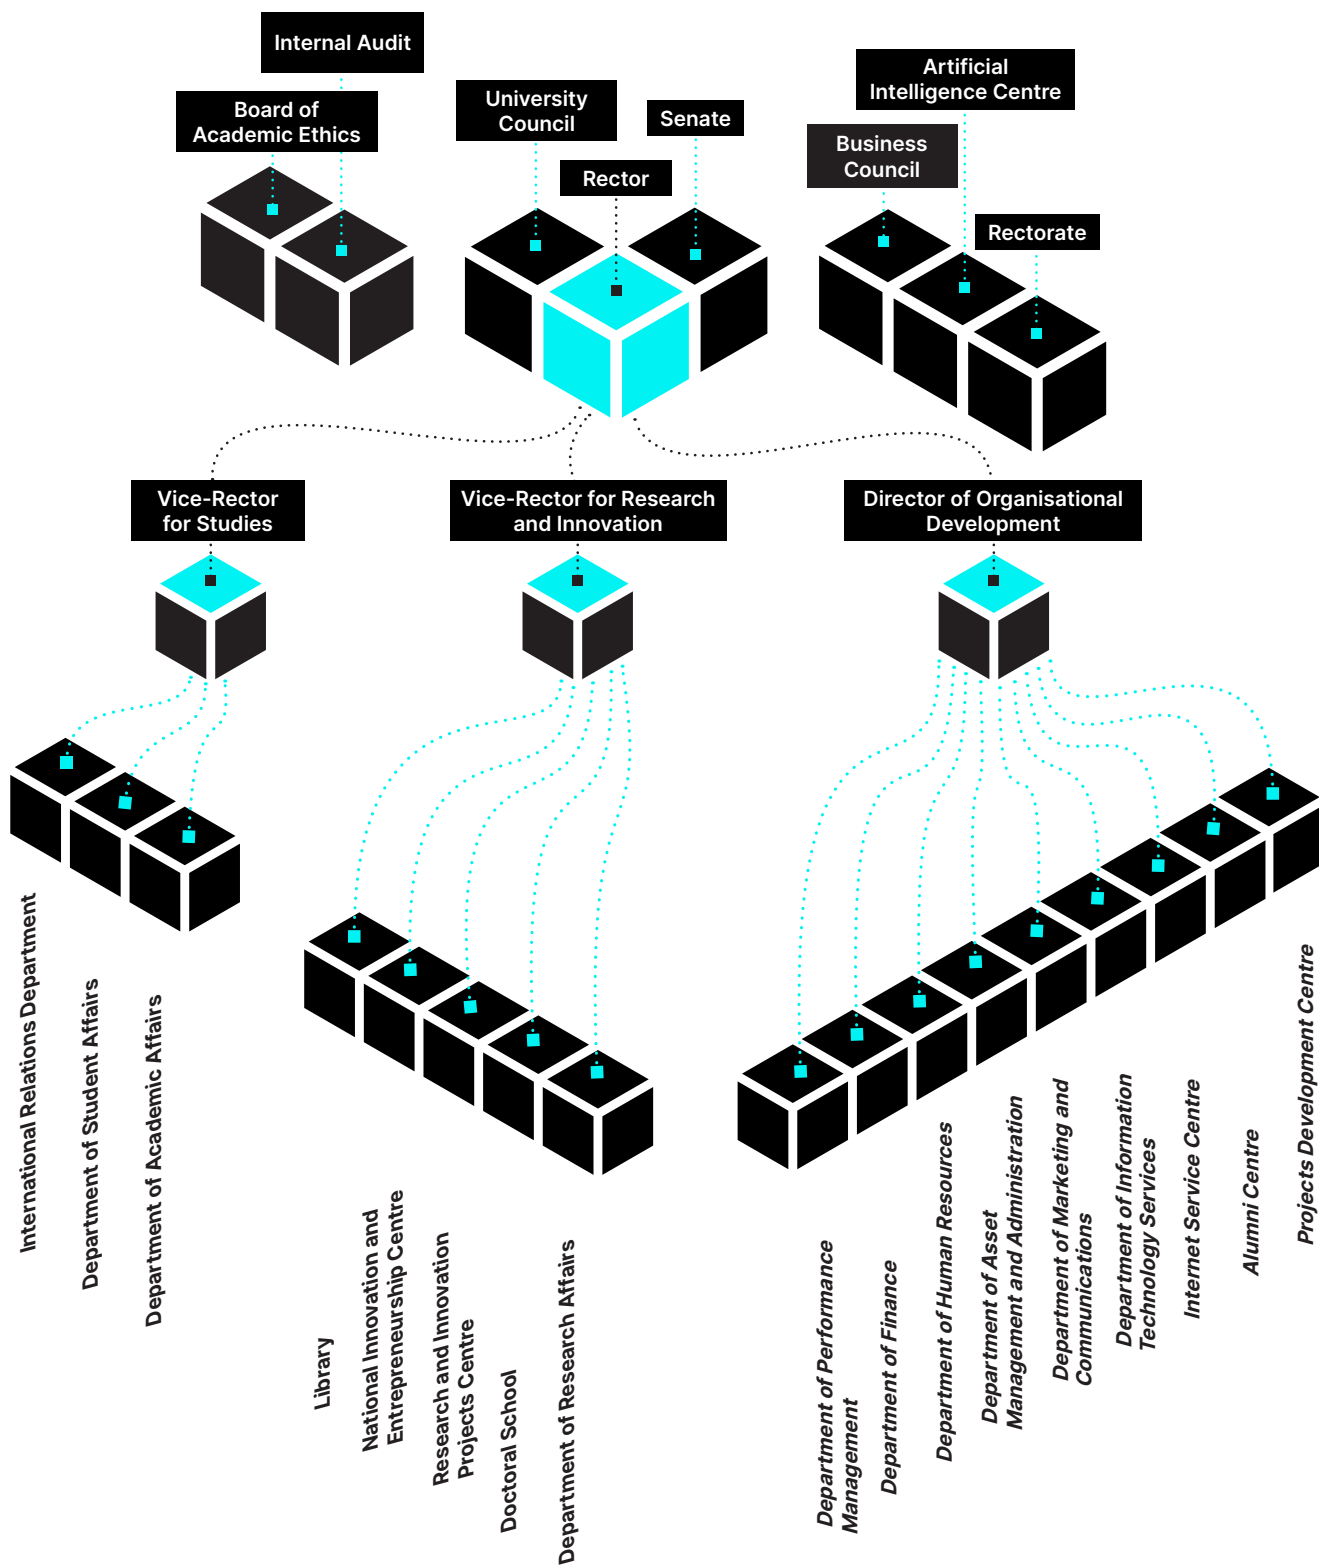 Internal Audit
Board of
Academic Ethics
University
Council
Senate
Rector
Artificial
Intelligence Centre
Business
Council
Rectorate
Vice-Rector
for Studies
Vice-Rector for Research
and Innovation
Director of Organisational
Development
International Relations Department
Department of Student Affairs
Department of Academic Affairs
Library
National Innovation and
Entrepreneurship Centre
Research and Innovation
Projects Centre
Doctoral School
Department of Research Affairs
Department of Performance
Management
Department of Finance
Department of Human Resources
Department of Asset
Management and Administration
Department of Marketing and
Communications
Department of Information
Technology Services
Internet Service Centre
Alumni Centre
Projects Development Centre